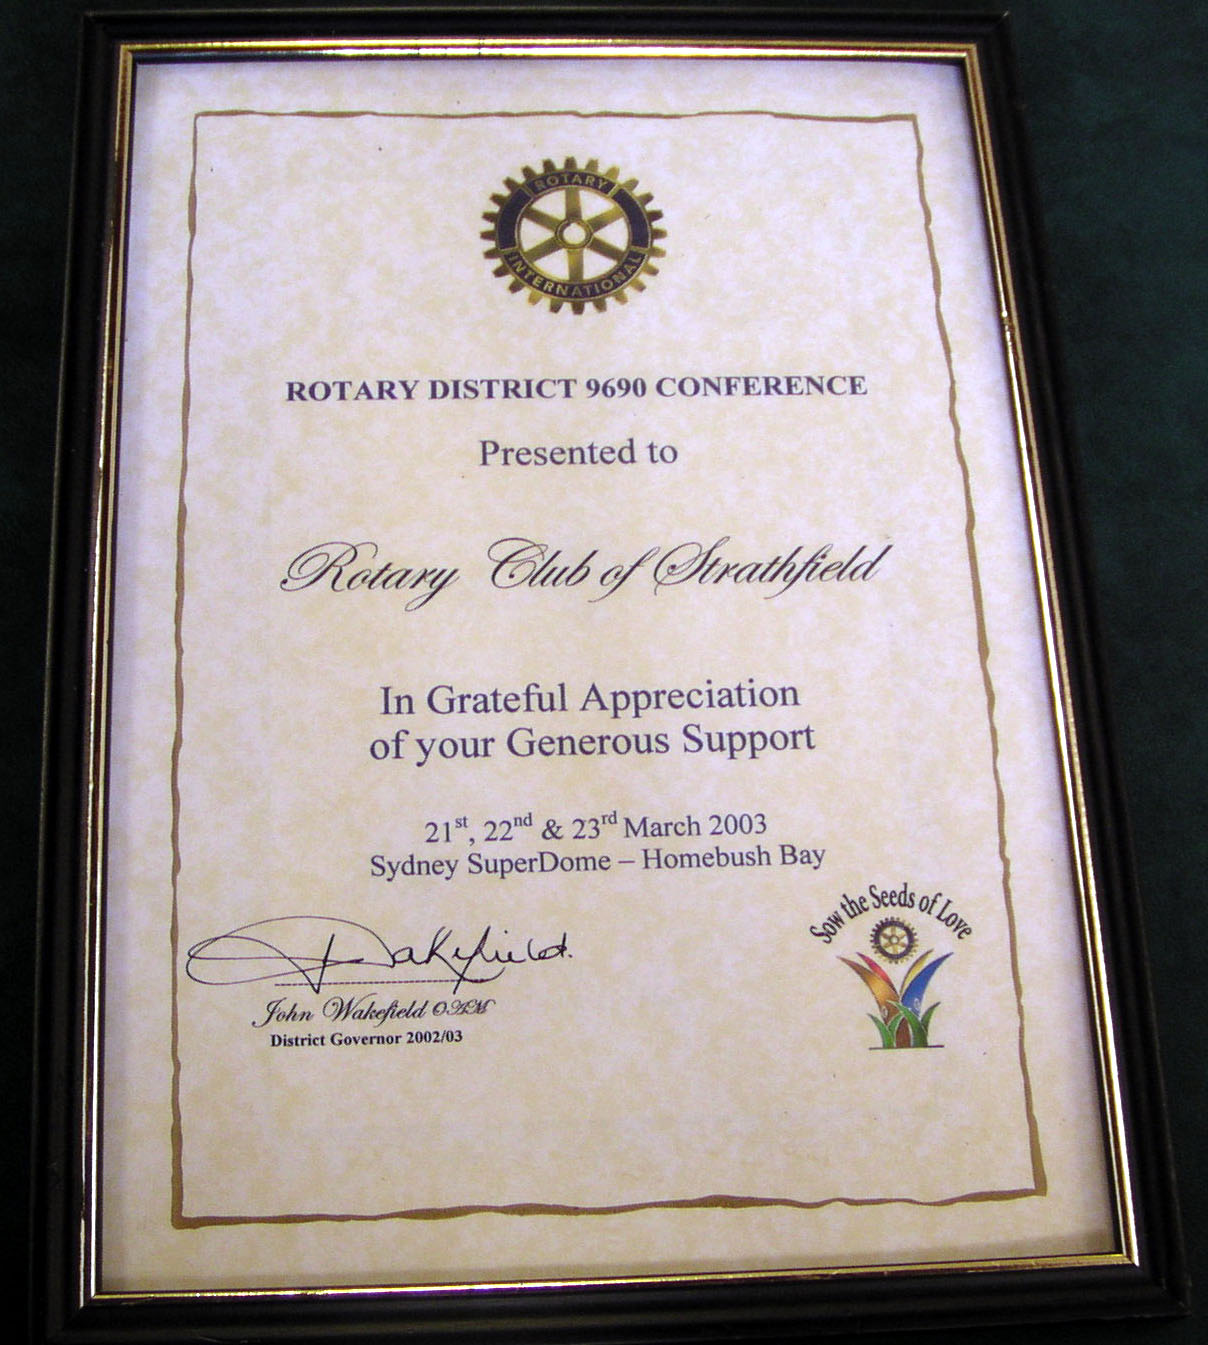 ROTARY
INTERNATIONAL
ROTARY DISTRICT 9690 CONFERENCE
Presented to
Rotary Club of Strathfield
In Grateful Appreciation
of your Generous Support
21st, 22nd & 23rd March 2003
Sydney SuperDome – Homebush Bay
Sow the Seeds of Love
Wakefield.
John Wakefield OAM
District Governor 2002/03